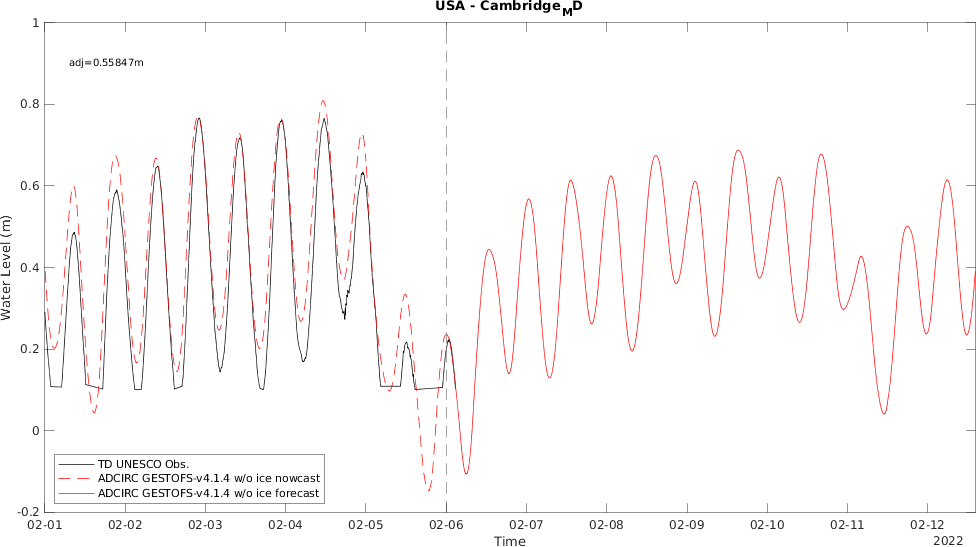 USA - Cambridge_MD
adj=0.55847m
Water Level (m)
1
0.8
0.6
0.4
0.2
0
-0.2
TD UNESCO Obs.
ADCIRC GESTOFS-v4.1.4 w/o ice nowcast
ADCIRC GESTOFS-v4.1.4 w/o ice forecast
02-01 02-02 02-03 02-04 02-05 02-06 02-07 02-08 02-09 02-10 02-11 02-12
Time
2022